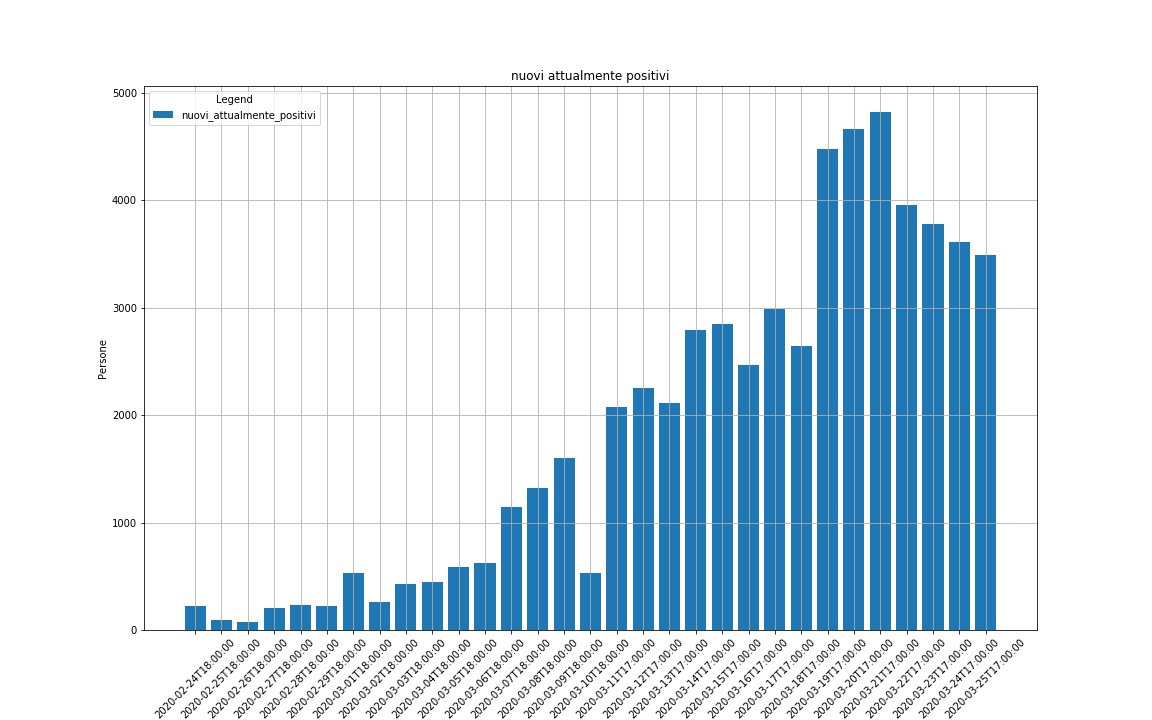 nuovi attualmente positivi
Legend
nuovi_attualmente_positivi
5000
4000
3000
2000
1000
0
Persone
2020-02-24T18:00:00
2020-02-25T18:00:00
2020-02-26T18:00:00
2020-02-27T18:00:00
2020-02-28T18:00:00
2020-02-29T18:00:00
2020-03-01T18:00:00
2020-03-02T18:00:00
2020-03-03T18:00:00
2020-03-04T18:00:00
2020-03-05T18:00:00
2020-03-06T18:00:00
2020-03-07T18:00:00
2020-03-08T18:00:00
2020-03-09T18:00:00
2020-03-10T18:00:00
2020-03-11T17:00:00
2020-03-12T17:00:00
2020-03-13T17:00:00
2020-03-14T17:00:00
2020-03-15T17:00:00
2020-03-16T17:00:00
2020-03-17T17:00:00
2020-03-18T17:00:00
2020-03-19T17:00:00
2020-03-20T17:00:00
2020-03-21T17:00:00
2020-03-22T17:00:00
2020-03-23T17:00:00
2020-03-24T17:00:00
2020-03-25T17:00:00